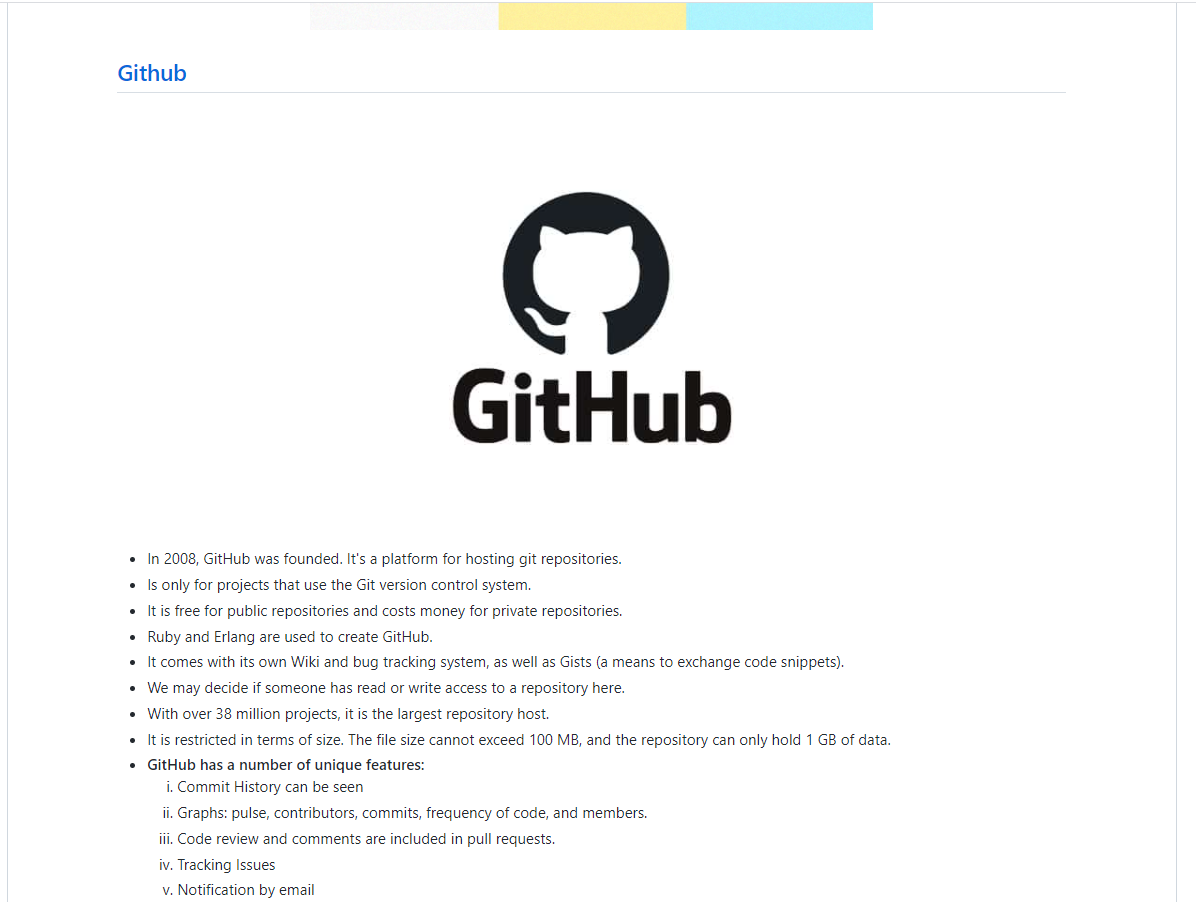 Github
GitHub
In 2008, GitHub was founded. It's a platform for hosting git repositories.
Is only for projects that use the Git version control system.
It is free for public repositories and costs money for private repositories.
Ruby and Erlang are used to create GitHub.
It comes with its own Wiki and bug tracking system, as well as Gists (a means to exchange code snippets).
We may decide if someone has read or write access to a repository here.
With over 38 million projects, it is the largest repository host.
It is restricted in terms of size. The file size cannot exceed 100 MB, and the repository can only hold 1 GB of data.
GitHub has a number of unique features:
i. Commit History can be seen
ii. Graphs: pulse, contributors, commits, frequency of code, and members.
iii. Code review and comments are included in pull requests.
iv. Tracking Issues
v. Notification by email